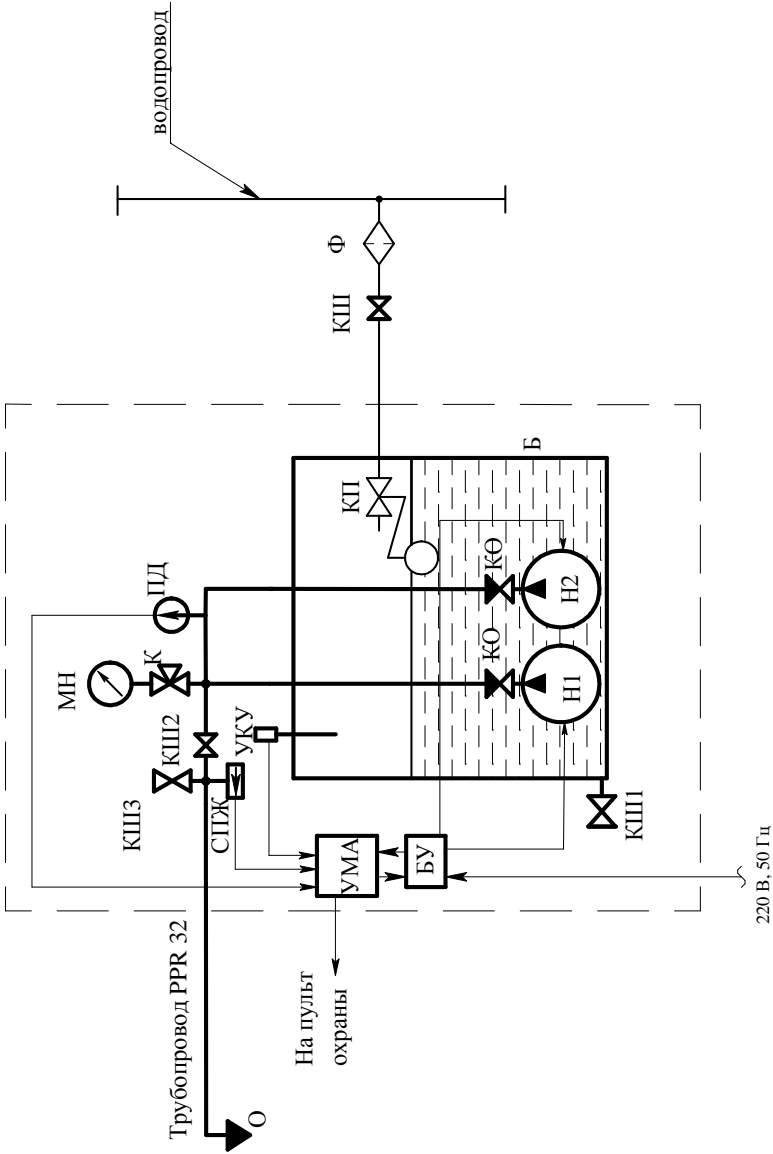 водопровод
Ф
КШ
Б
КП
ПД
КО
КО
Н2
Н1
МН
К
КШ2
УКУ
КШ3
СПЖ
КШ1
УМА
БУ
Трубопровод PPR 32
На пульт
охраны
О
220 В, 50 Гц